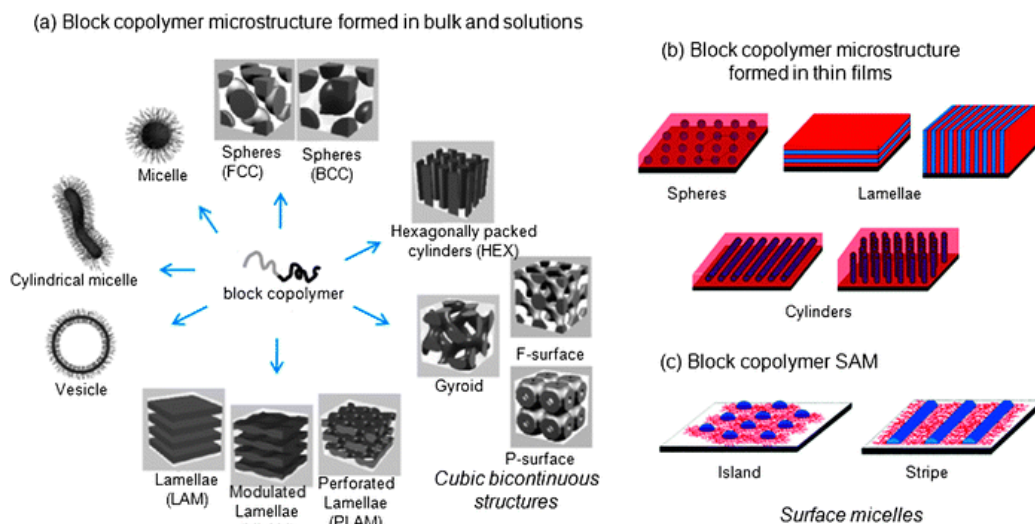 (a) Block copolymer microstructure formed in bulk and solutions
Micelle
Spheres
(FCC)
Spheres
(BCC)
Hexagonally packed
cylinders (HEX)
Cylindrical micelle
block copolymer
Vesicle
Gyroid
F-surface
P-surface
Cubic bicontinuous
structures
Lamellae
(LAM)
Modulated
Lamellae
Perforated
Lamellae
(PLAM)
(b) Block copolymer microstructure
formed in thin films
Spheres
Lamellae
Cylinders
(c) Block copolymer SAM
Island
Stripe
Surface micelles